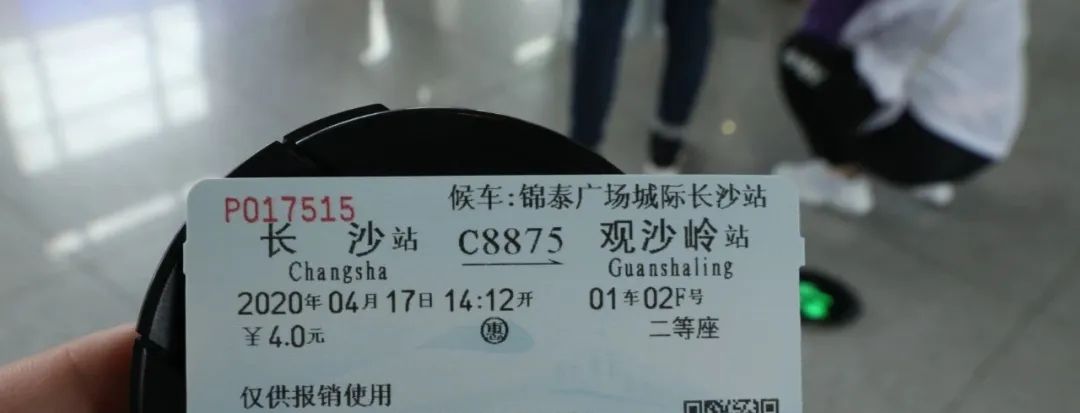 P017515 候车:锦泰广场城际长沙站
长沙站 C8875 观沙岭站
Changsha Guanshaling
2020年04月17日 14:12开 01车02F号
￥4.0元 惠 二等座
仅供报销使用